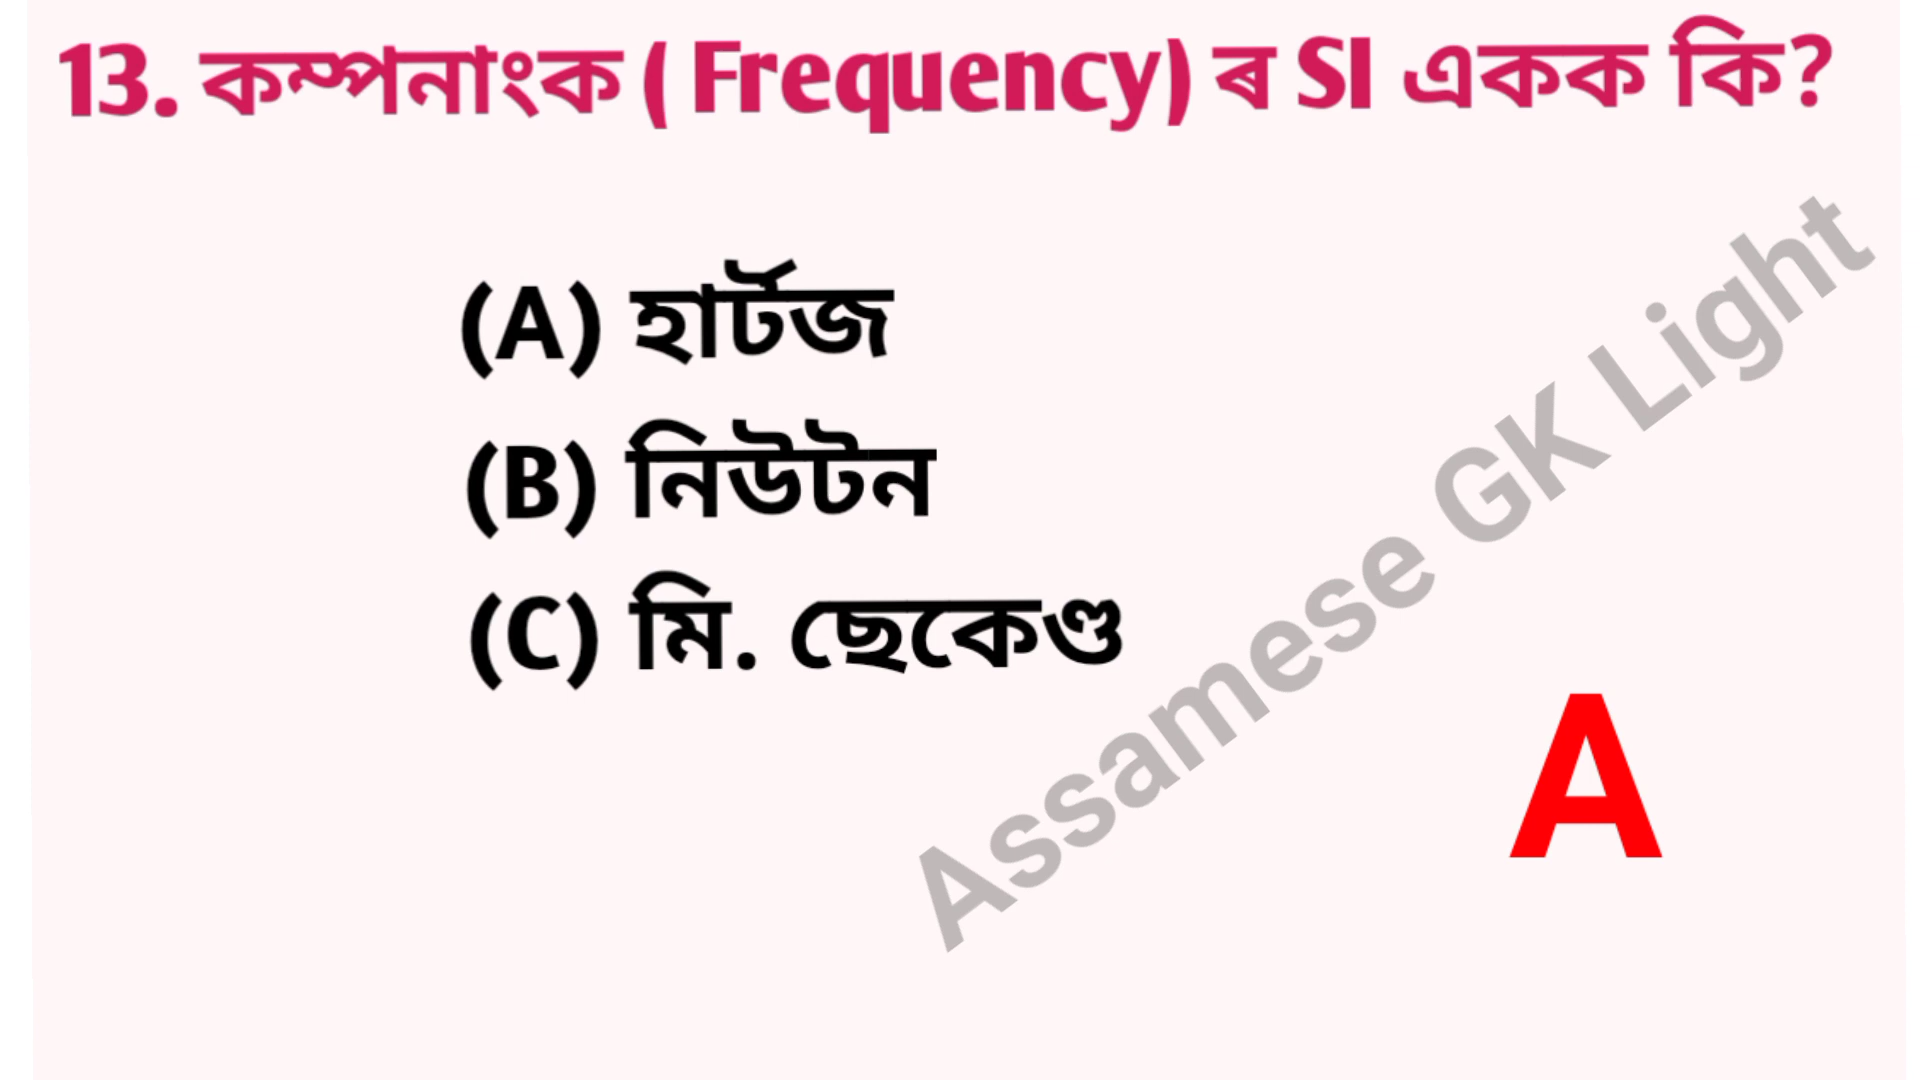 13. কম্পনাংক ( Frequency) ৰ SI একক কি?
(A) হাৰ্টজ
(B) নিউটন
(C) মি. ছেকেণ্ড
A
Assamese GK Light